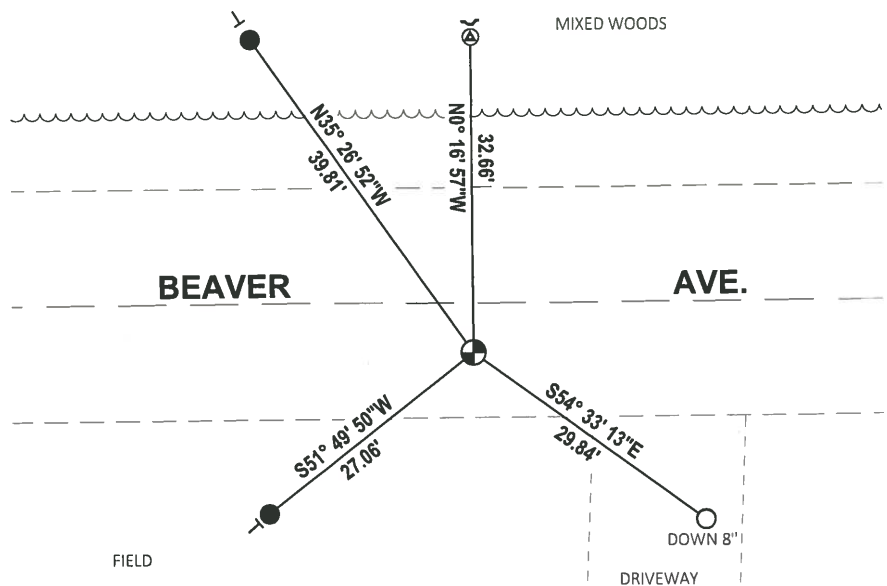 MIXED WOODS
N35° 26' 52"W
39.81'
N0° 16' 57"W
32.66'
BEAVER AVE.
S51° 49' 50"W
27.06'
S54° 33' 13"E
29.84'
DOWN 8"
FIELD
DRIVEWAY